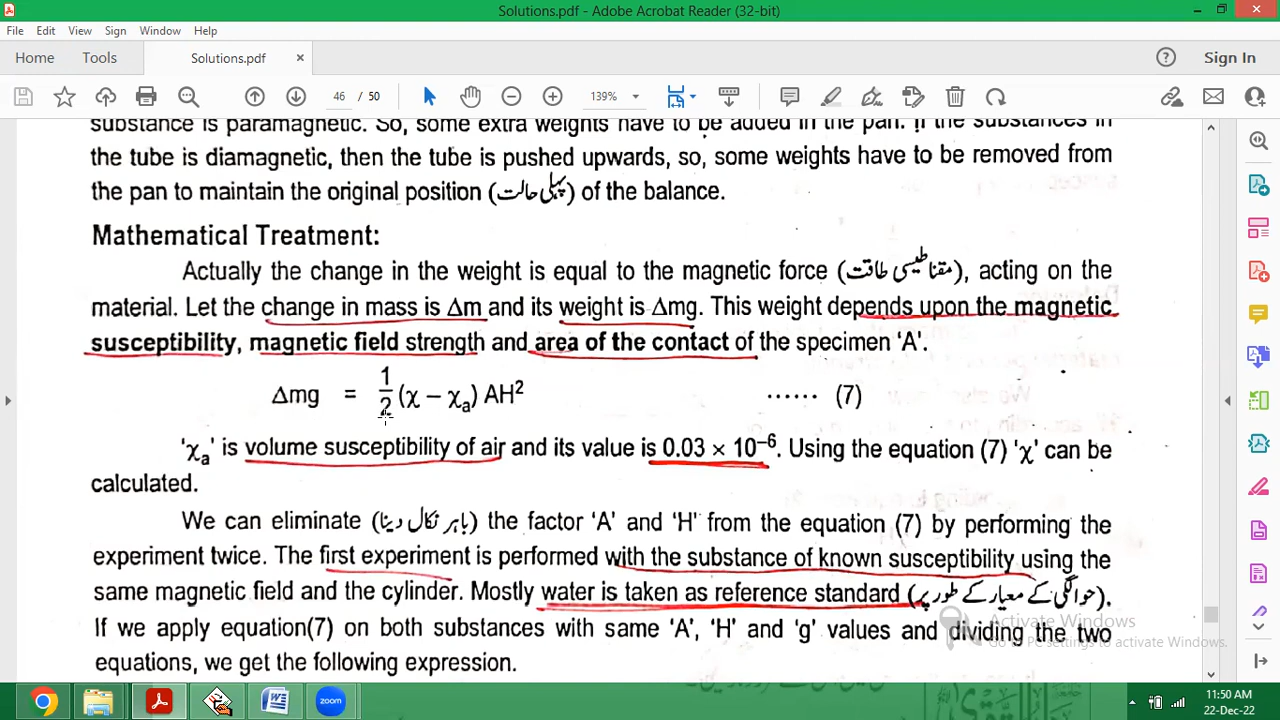 Solutions.pdf - Adobe Acrobat Reader (32-bit)
File Edit View Sign Window Help
Home Tools Solutions.pdf × Sign In
46 / 50 139%
substance is paramagnetic. So, some extra weights have to be added in the pan. If the substances in
the tube is diamagnetic, then the tube is pushed upwards, so, some weights have to be removed from
the pan to maintain the original position (پہلی حالت) of the balance.
Mathematical Treatment:
Actually the change in the weight is equal to the magnetic force (مقناطیسی طاقت), acting on the
material. Let the change in mass is Δm and its weight is Δmg. This weight depends upon the magnetic
susceptibility, magnetic field strength and area of the contact of the specimen 'A'.
Δmg = 1/2 (χ – χₐ) AH² ...... (7)
'χₐ' is volume susceptibility of air and its value is 0.03 × 10⁻⁶. Using the equation (7) 'χ' can be
calculated.
We can eliminate (باہر نکال دینا) the factor 'A' and 'H' from the equation (7) by performing the
experiment twice. The first experiment is performed with the substance of known susceptibility using the
same magnetic field and the cylinder. Mostly water is taken as reference standard (حوالگی کے معیار کے طور پر).
If we apply equation(7) on both substances with same 'A', 'H' and 'g' values and dividing the two
equations, we get the following expression.
Activate Windows
Go to PC settings to activate Windows.
zoom
11:50 AM
22-Dec-22